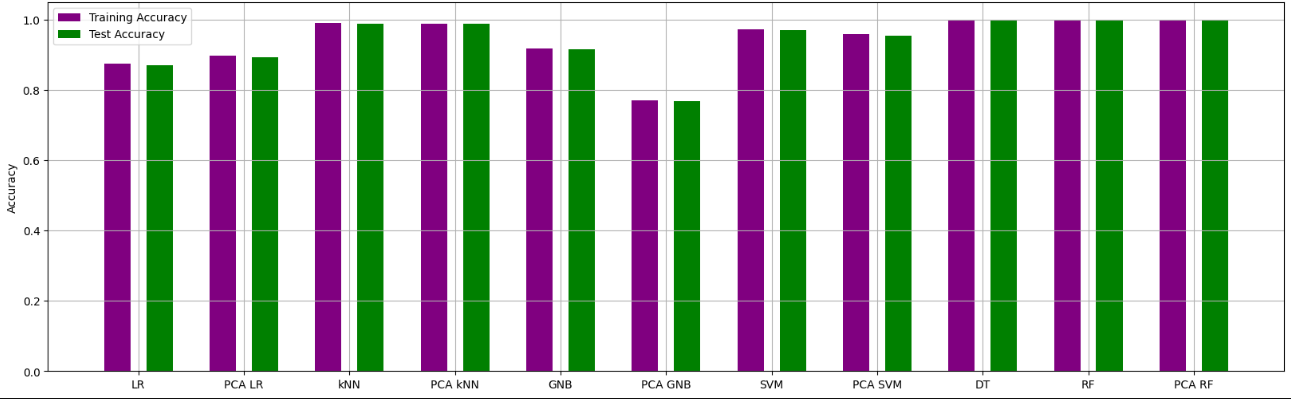 Training Accuracy
Test Accuracy
Accuracy
1.0
0.8
0.6
0.4
0.2
0.0
LR PCA LR kNN PCA kNN GNB PCA GNB SVM PCA SVM DT RF PCA RF